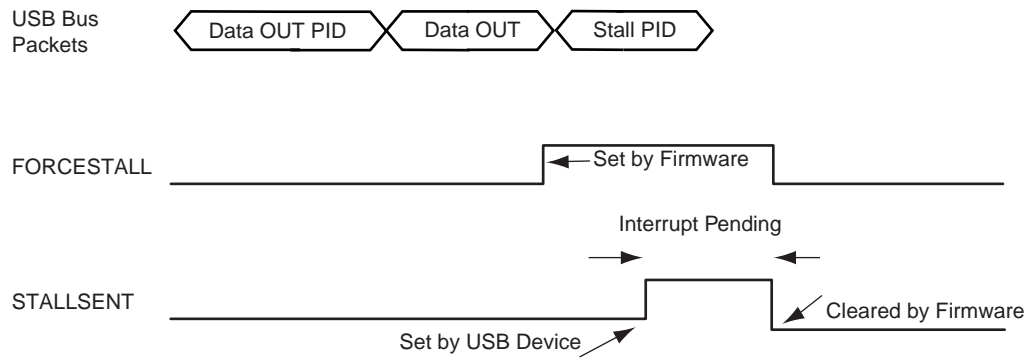 USB Bus
Packets
Data OUT PID
Data OUT
Stall PID
FORCESTALL
Set by Firmware
Interrupt Pending
STALLSENT
Cleared by Firmware
Set by USB Device